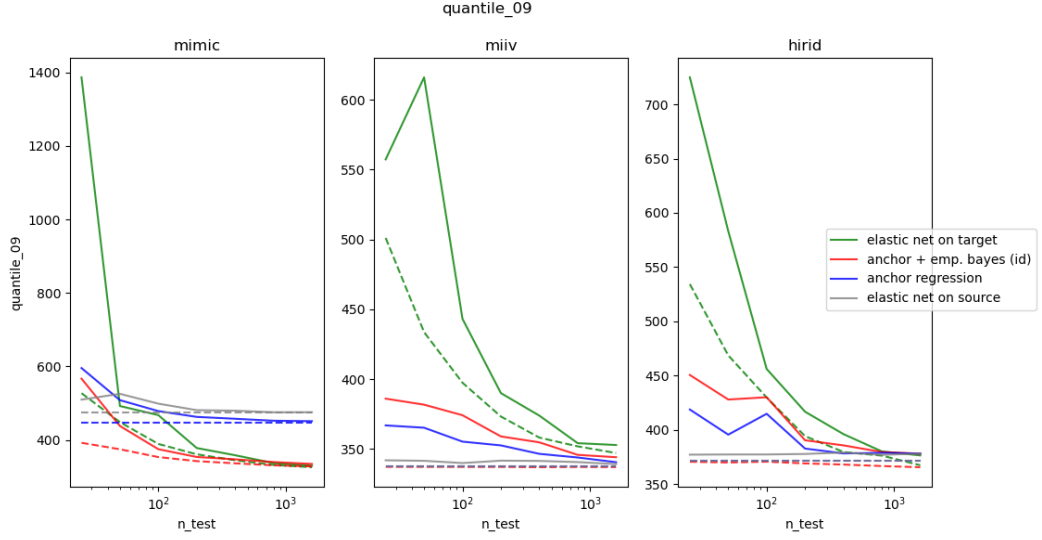 quantile_09
mimic
miiv
hirid
quantile_09
1400
1200
1000
800
600
400
600
550
500
450
400
350
700
650
600
550
500
450
400
350
elastic net on target
anchor + emp. bayes (id)
anchor regression
elastic net on source
10² 10³
10² 10³
10² 10³
n_test
n_test
n_test